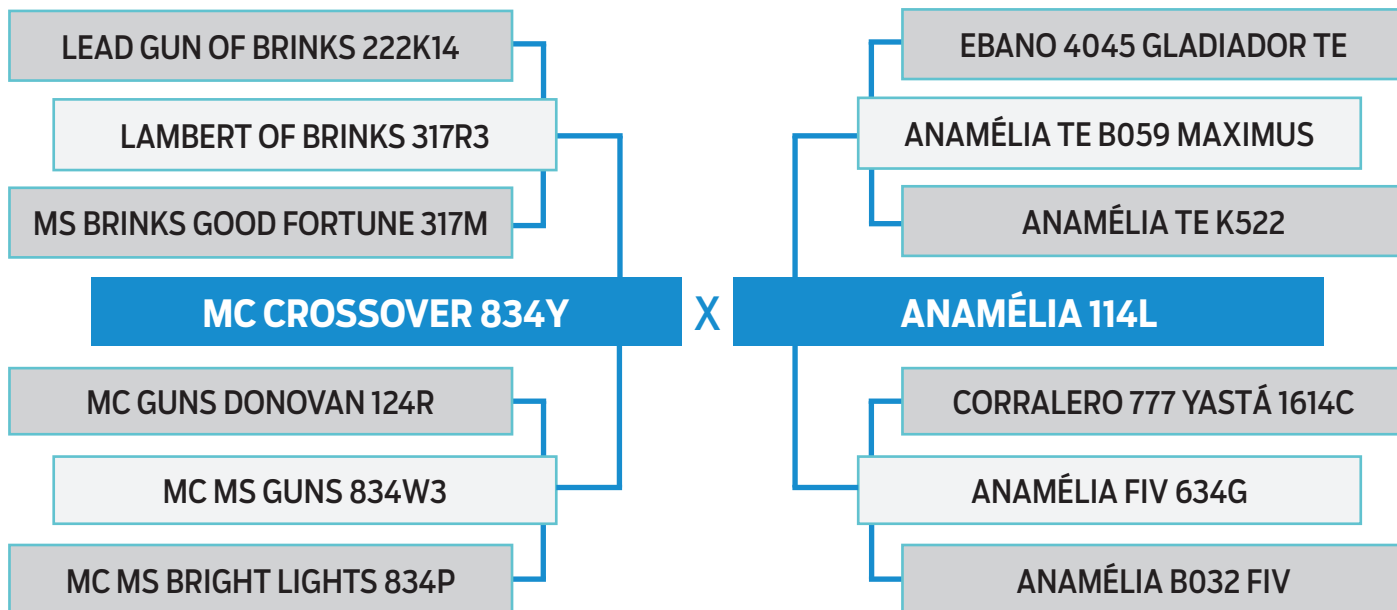 LEAD GUN OF BRINKS 222K14
LAMBERT OF BRINKS 317R3
MS BRINKS GOOD FORTUNE 317M
MC CROSSOVER 834Y
MC GUNS DONOVAN 124R
MC MS GUNS 834W3
MC MS BRIGHT LIGHTS 834P
X
EBANO 4045 GLADIADOR TE
ANAMÉLIA TE B059 MAXIMUS
ANAMÉLIA TE K522
ANAMÉLIA 114L
CORRALERO 777 YASTÁ 1614C
ANAMÉLIA FIV 634G
ANAMÉLIA B032 FIV